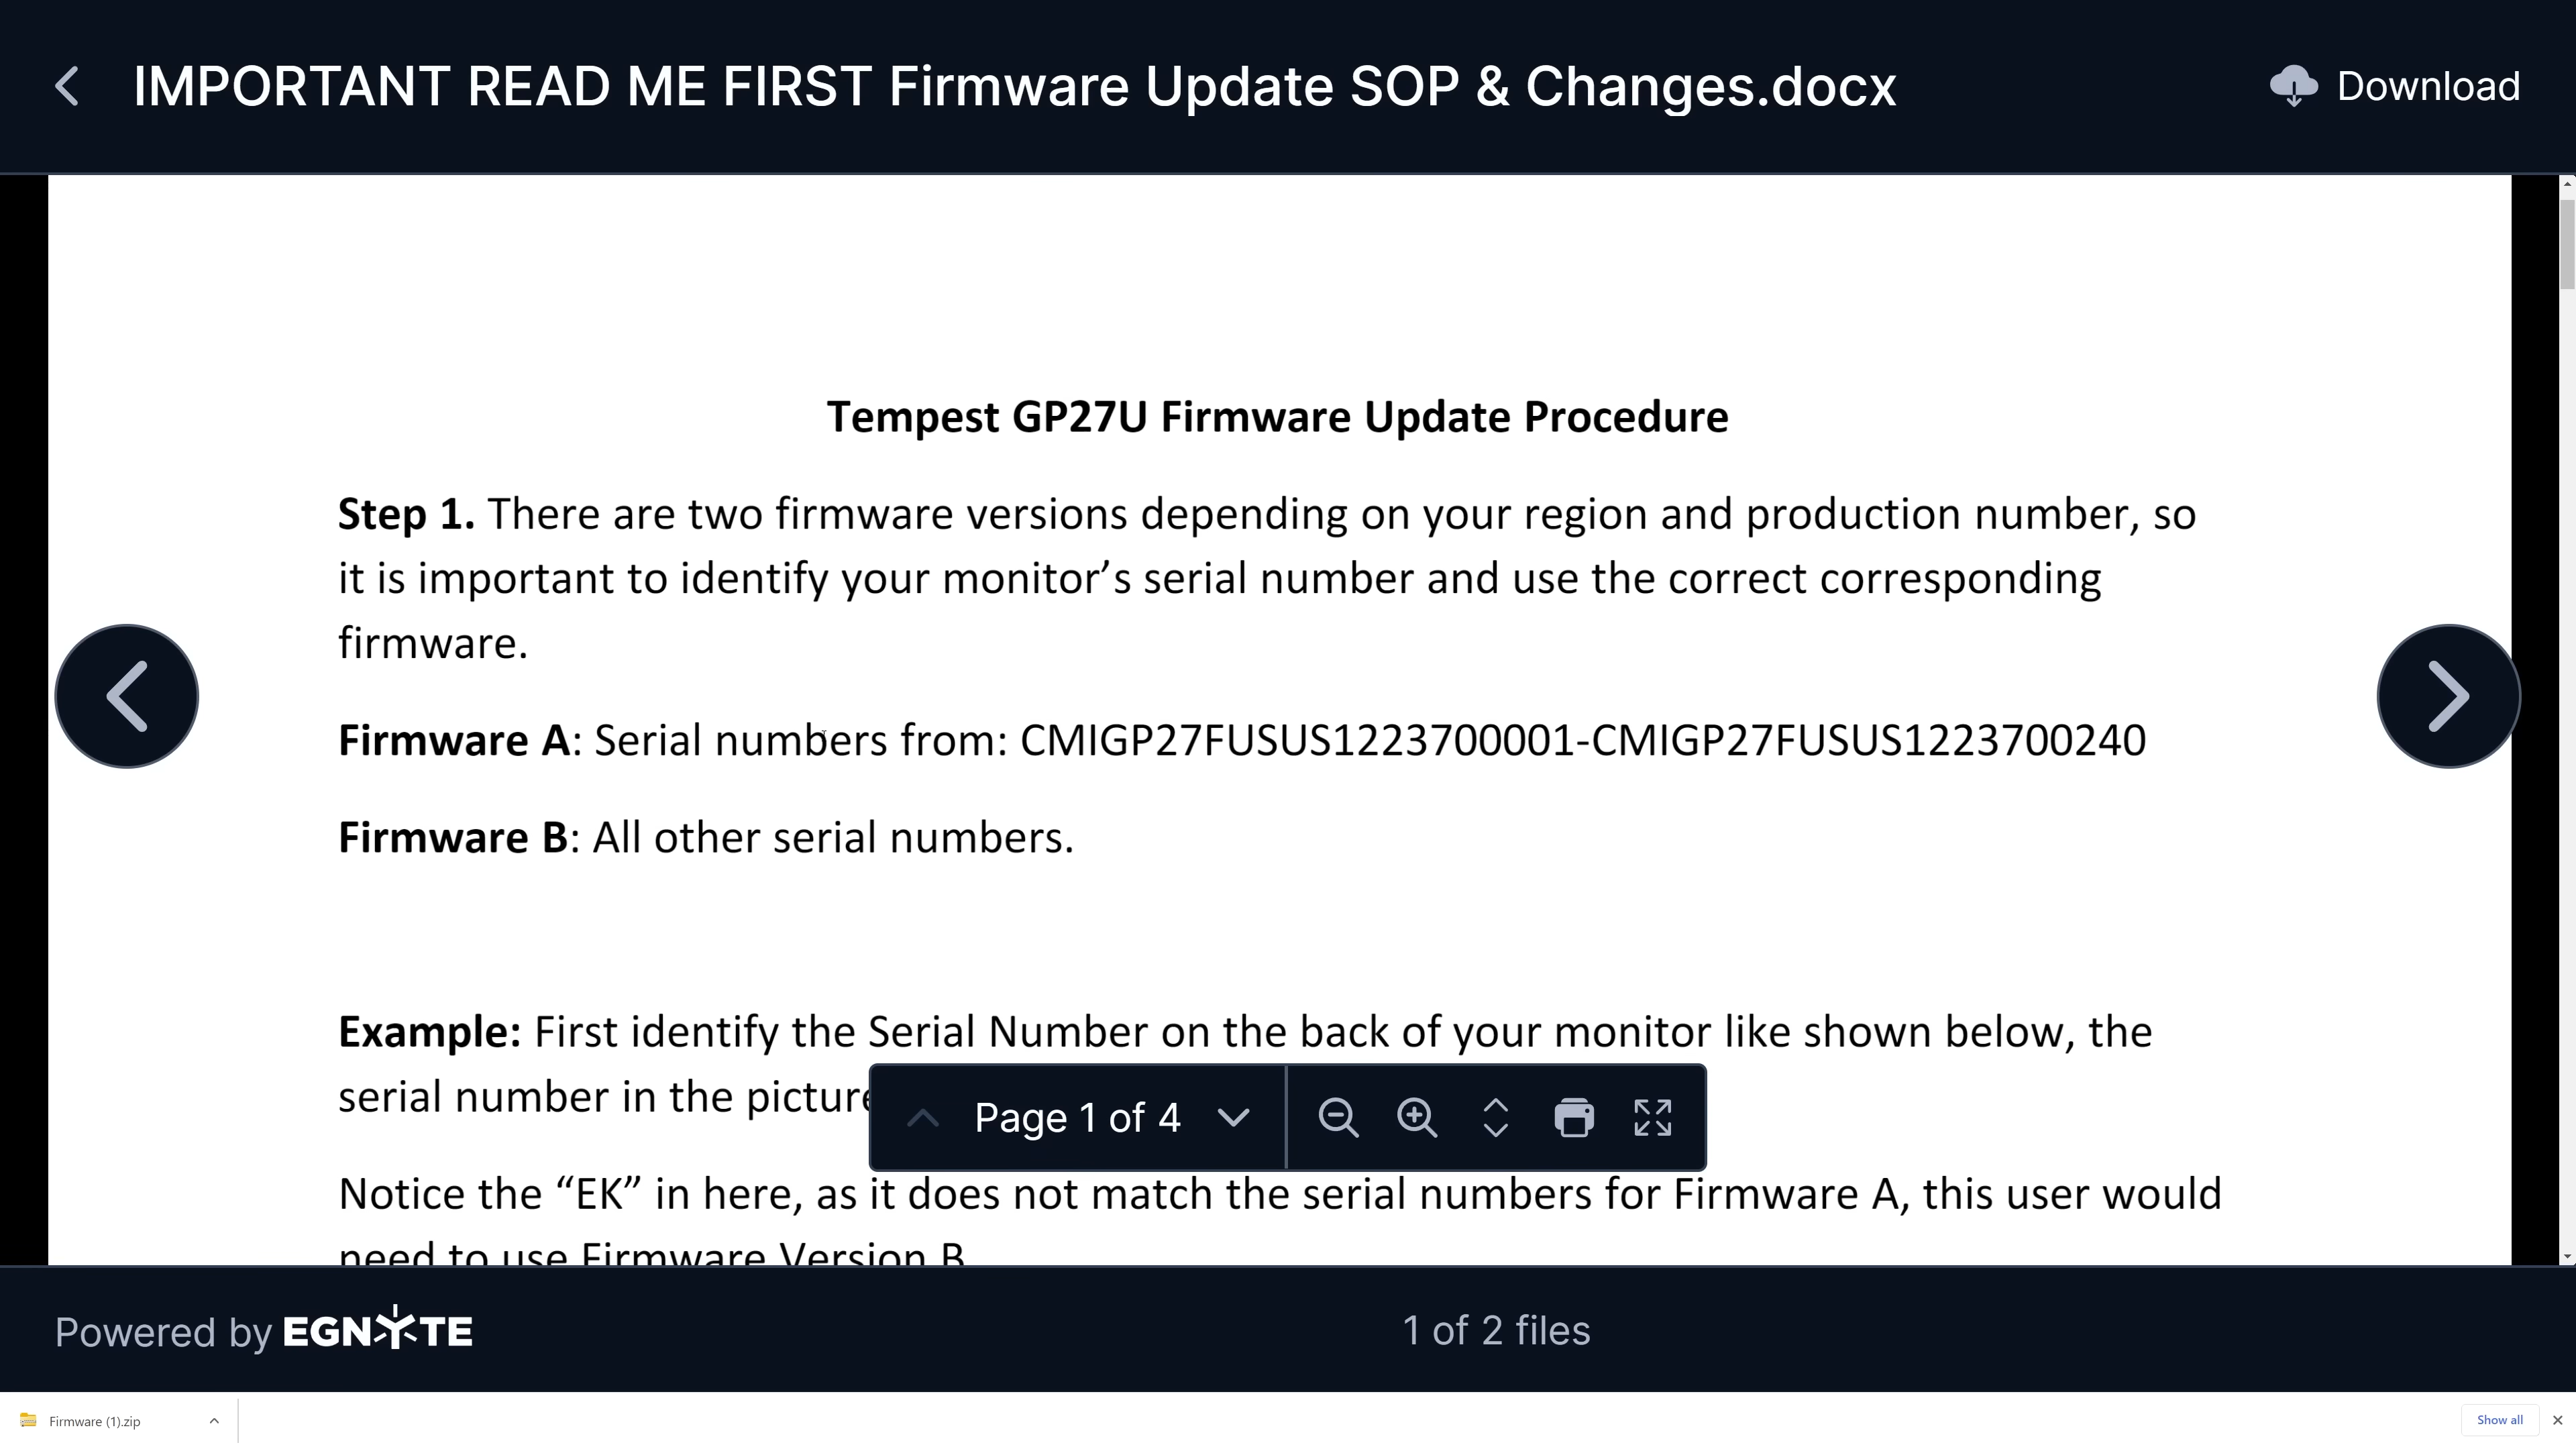 IMPORTANT READ ME FIRST Firmware Update SOP & Changes.docx
Download
Tempest GP27U Firmware Update Procedure
Step 1. There are two firmware versions depending on your region and production number, so
it is important to identify your monitor’s serial number and use the correct corresponding
firmware.
Firmware A: Serial numbers from: CMIGP27FUSUS1223700001-CMIGP27FUSUS1223700240
Firmware B: All other serial numbers.
Example: First identify the Serial Number on the back of your monitor like shown below, the
serial number in the picture
Page 1 of 4
Notice the “EK” in here, as it does not match the serial numbers for Firmware A, this user would
need to use Firmware Version B
Powered by EGNYTE
1 of 2 files
Firmware (1).zip
Show all